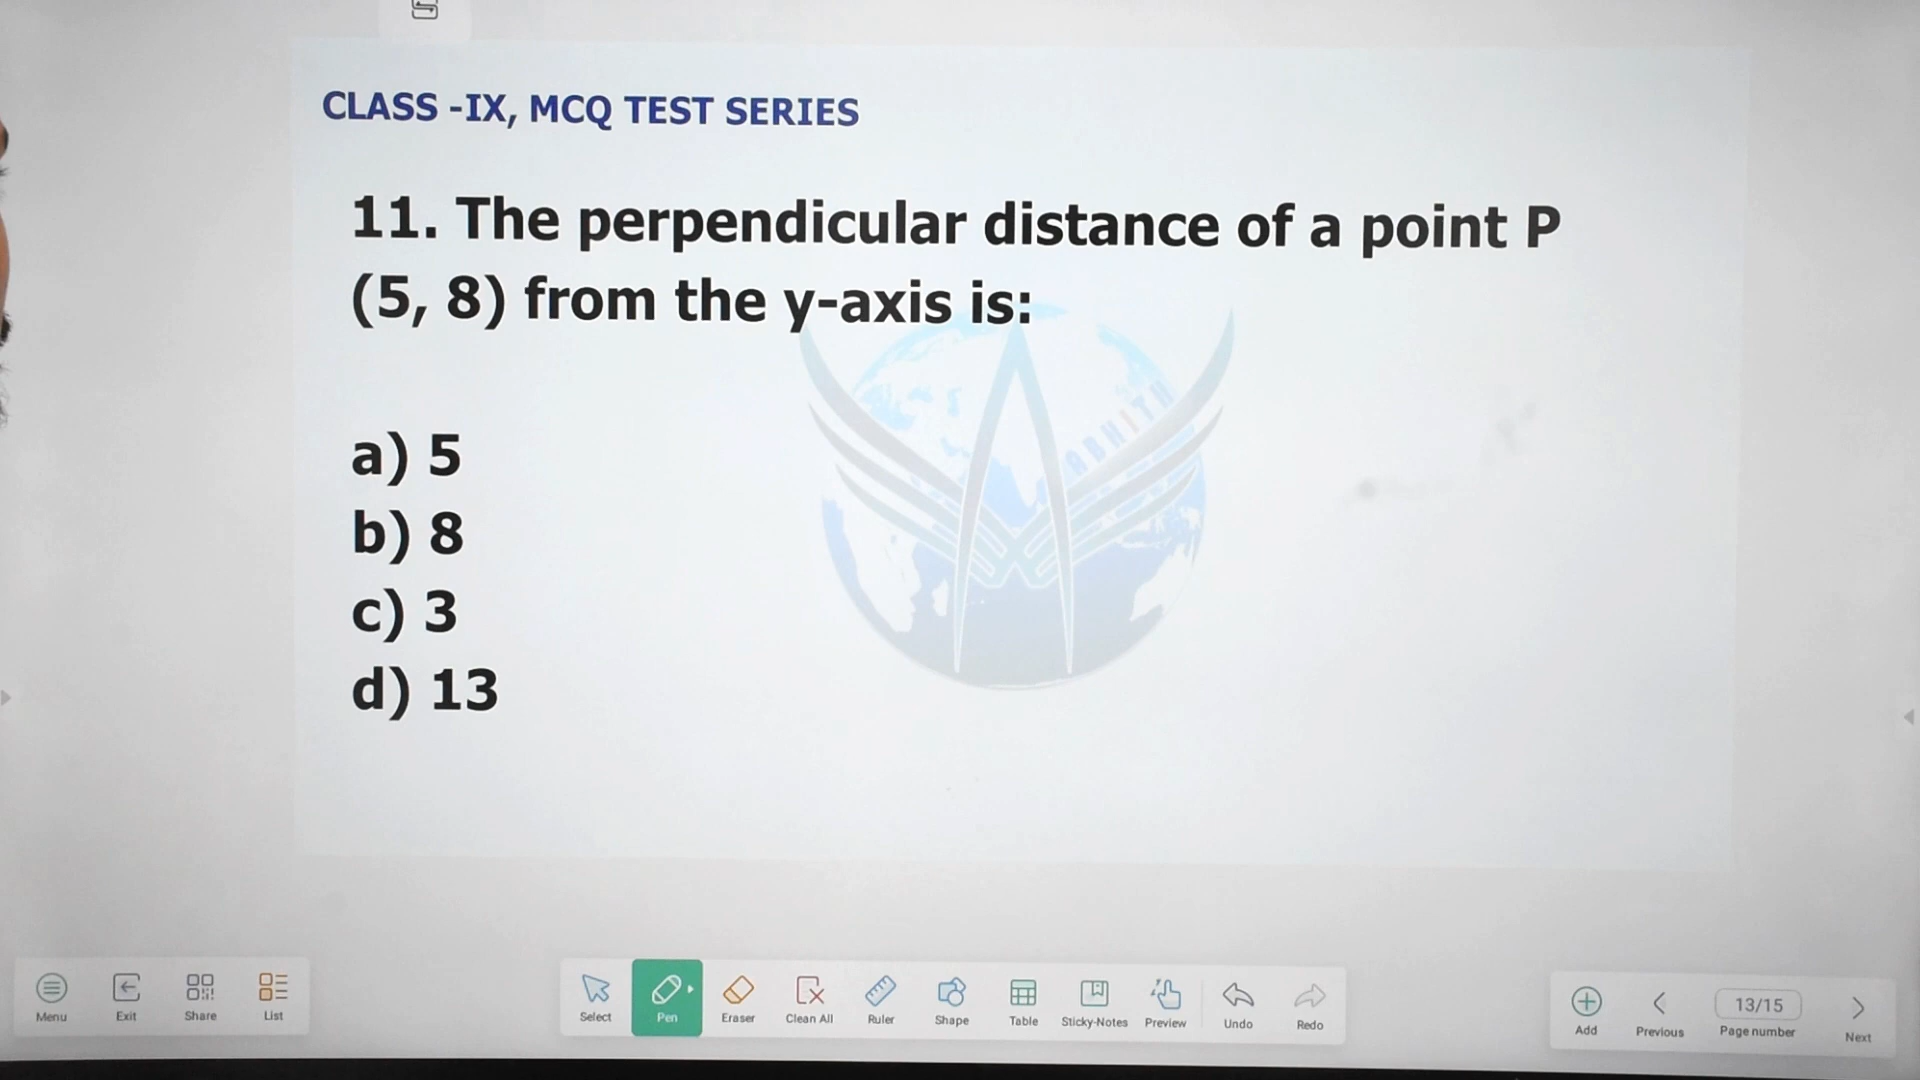 CLASS -IX, MCQ TEST SERIES
11. The perpendicular distance of a point P
(5, 8) from the y-axis is:
ABHITH
a) 5
b) 8
c) 3
d) 13
Menu Exit Share List
Select Pen Eraser Clean All Ruler Shape Table Sticky-Notes Preview Undo Redo
Add Previous 13/15 Page number Next